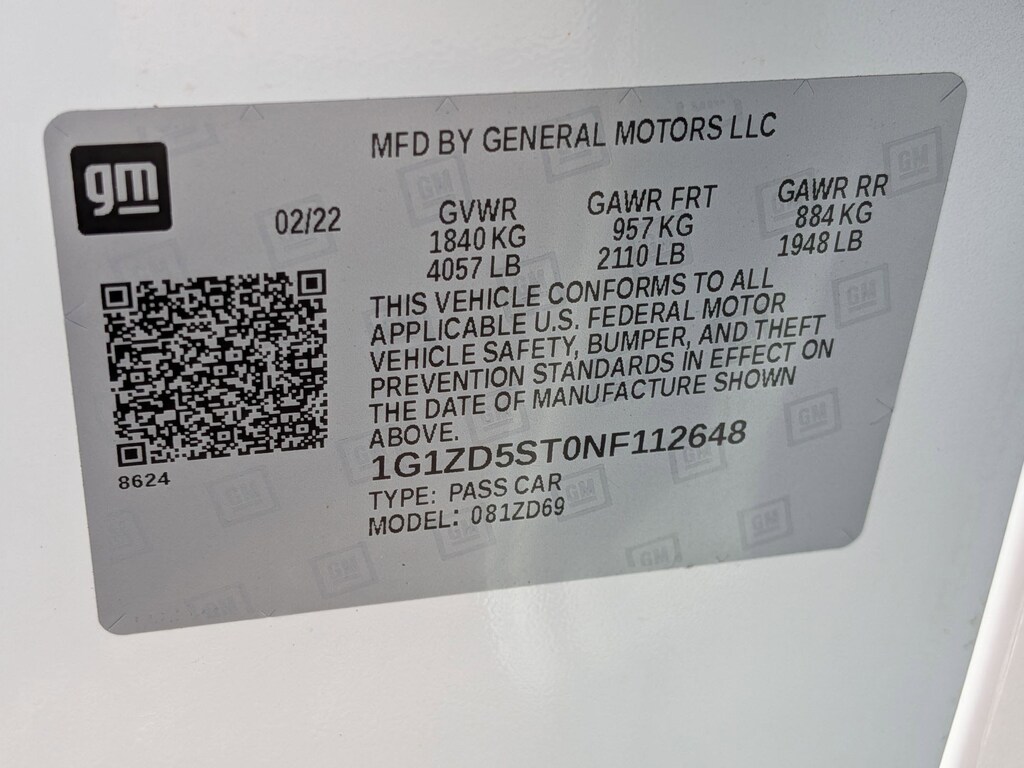 MFD BY GENERAL MOTORS LLC
gm
02/22
GVWR
1840 KG
4057 LB
GAWR FRT
957 KG
2110 LB
GAWR RR
884 KG
1948 LB
THIS VEHICLE CONFORMS TO ALL
APPLICABLE U.S. FEDERAL MOTOR
VEHICLE SAFETY, BUMPER, AND THEFT
PREVENTION STANDARDS IN EFFECT ON
THE DATE OF MANUFACTURE SHOWN
ABOVE.
8624
1G1ZD5ST0NF112648
TYPE: PASS CAR
MODEL: 081ZD69